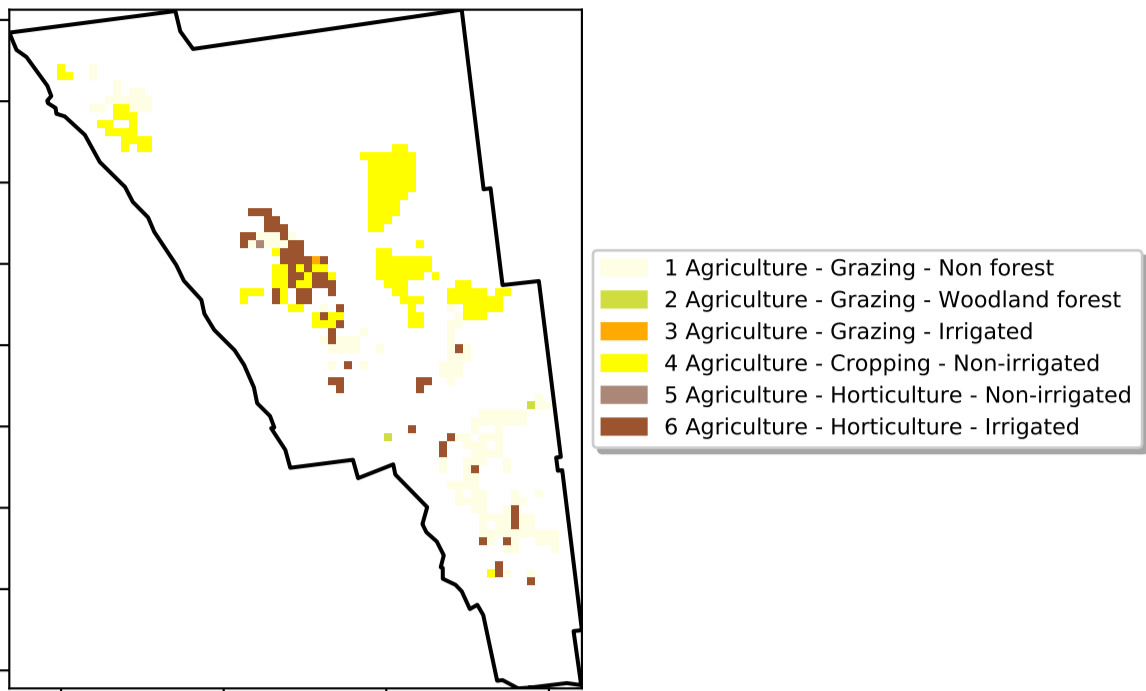 1 Agriculture - Grazing - Non forest
2 Agriculture - Grazing - Woodland forest
3 Agriculture - Grazing - Irrigated
4 Agriculture - Cropping - Non-irrigated
5 Agriculture - Horticulture - Non-irrigated
6 Agriculture - Horticulture - Irrigated